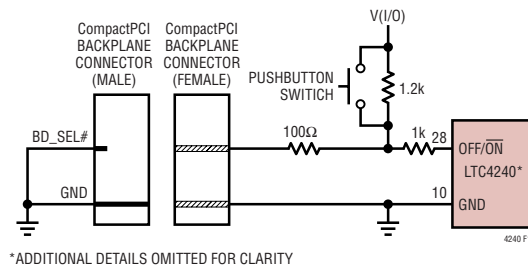 CompactPCI
BACKPLANE
CONNECTOR
(MALE)
CompactPCI
BACKPLANE
CONNECTOR
(FEMALE)
V(I/O)
PUSHBUTTON
SWITICH
1.2k
BD_SEL#
100Ω
1k
28
OFF/ON
LTC4240*
GND
10
GND
4240 F
*ADDITIONAL DETAILS OMITTED FOR CLARITY